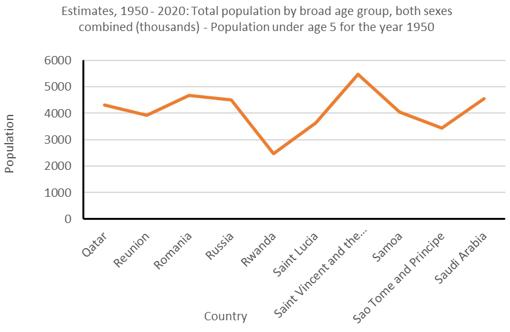 Estimates, 1950 - 2020: Total population by broad age group, both sexes
combined (thousands) - Population under age 5 for the year 1950
Population
6000
5000
4000
3000
2000
1000
0
Qatar
Reunion
Romania
Russia
Rwanda
Saint Lucia
Saint Vincent and the...
Samoa
Sao Tome and Principe
Saudi Arabia
Country